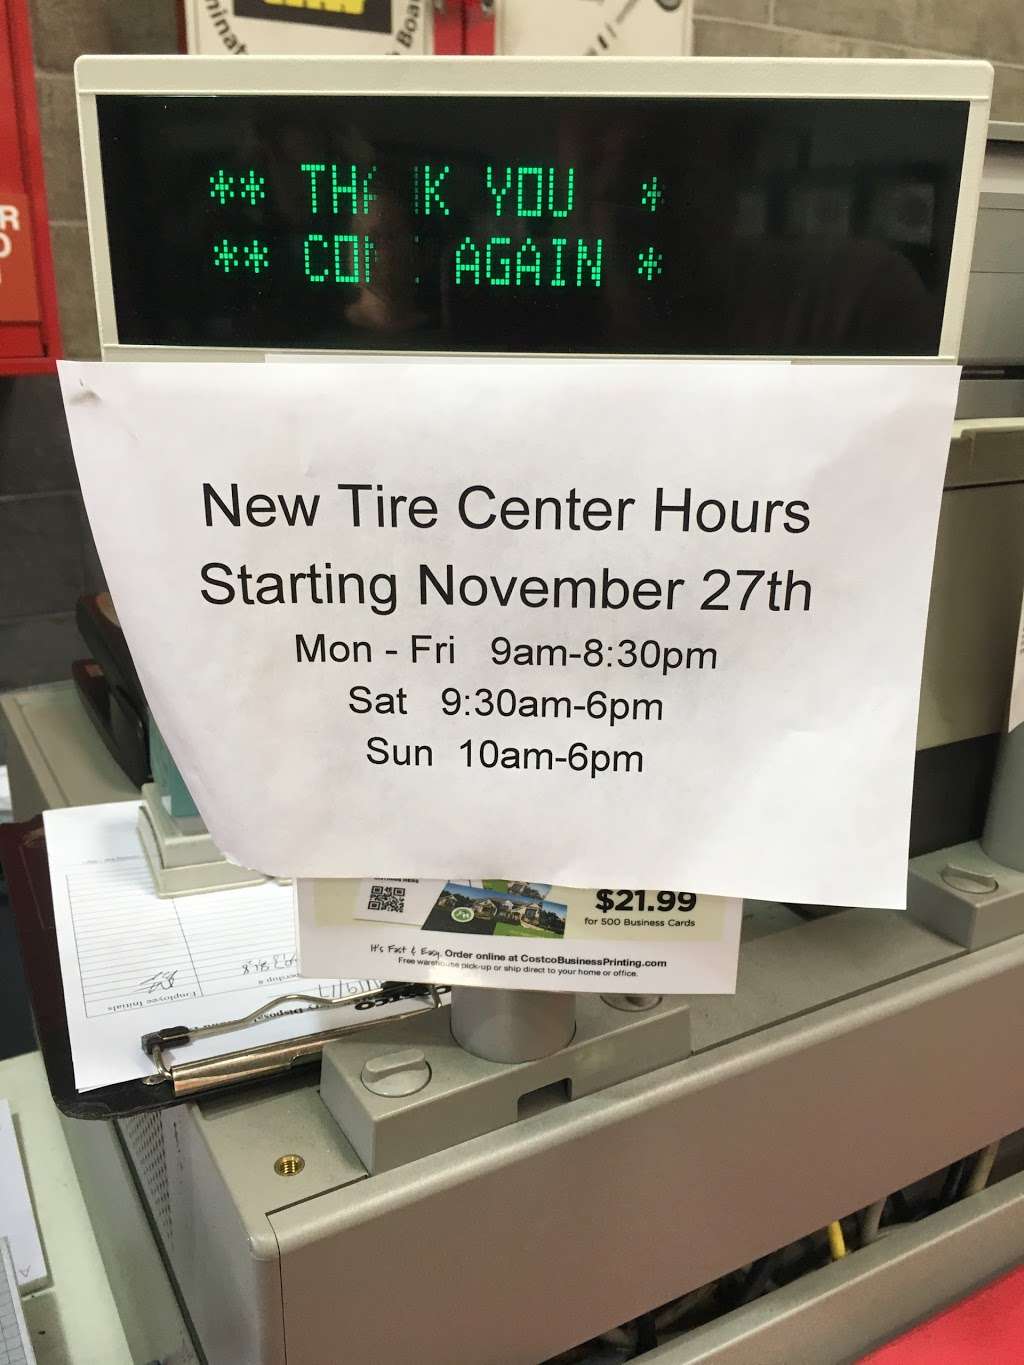 ** THANK YOU *
** COME AGAIN *
New Tire Center Hours
Starting November 27th
Mon - Fri 9am-8:30pm
Sat 9:30am-6pm
Sun 10am-6pm
$21.99
for 500 Business Cards
It's Fast & Easy. Order online at CostcoBusinessPrinting.com
Free warehouse pick-up or ship direct to your home or office.
Employee Initials